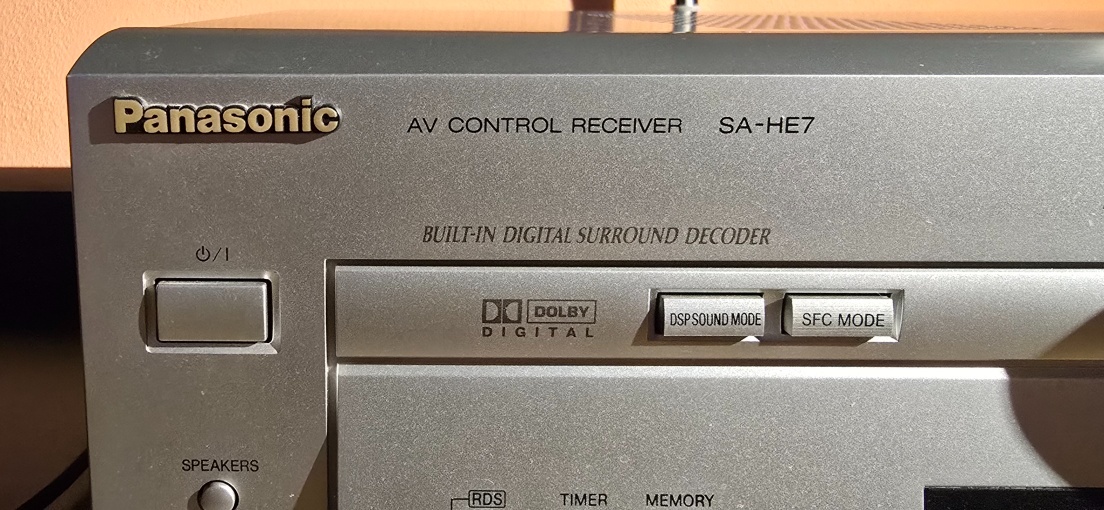 Panasonic AV CONTROL RECEIVER SA-HE7
BUILT-IN DIGITAL SURROUND DECODER
⏻/I
DOLBY
DIGITAL
DSP SOUND MODE SFC MODE
SPEAKERS
RDS TIMER MEMORY